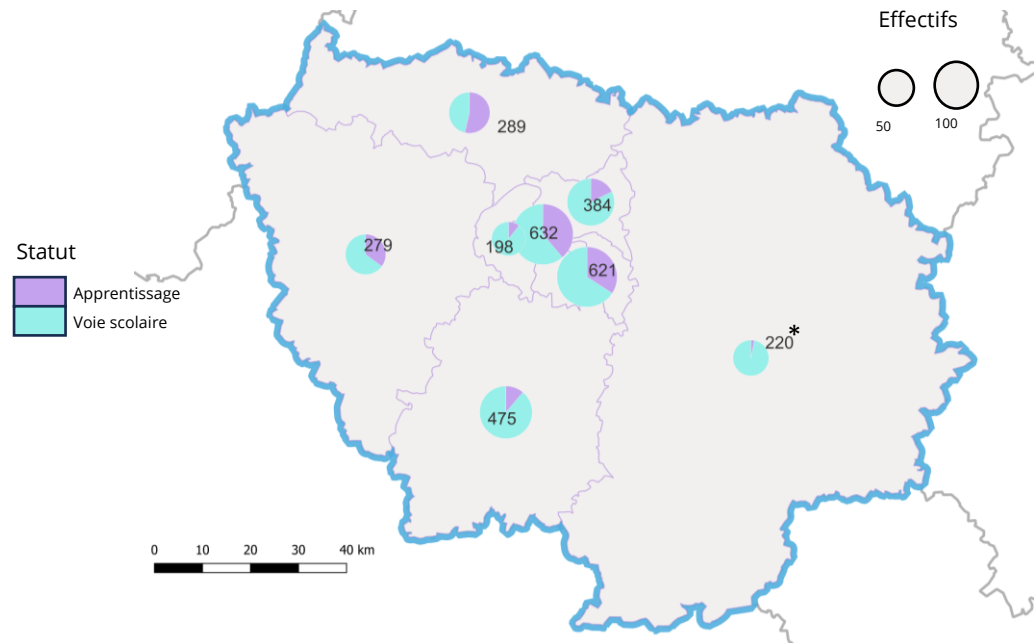 Effectifs
50
100
289
384
632
198
279
621
Statut
Apprentissage
Voie scolaire
220*
475
0 10 20 30 40 km